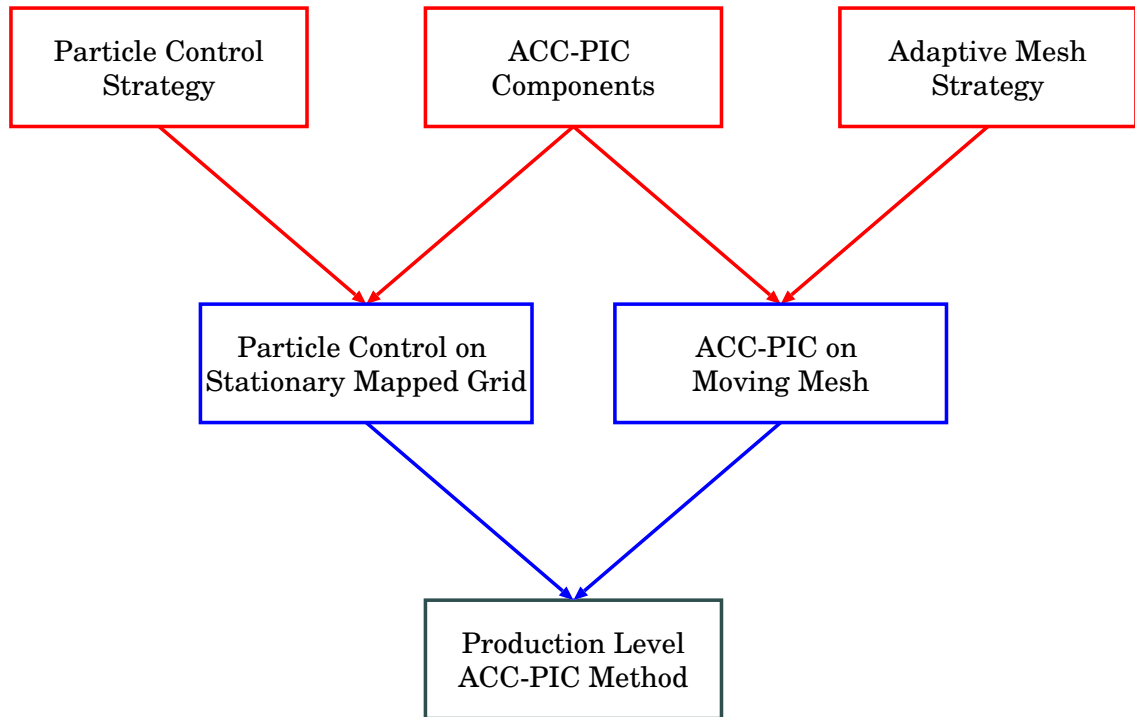 Particle Control
Strategy
ACC-PIC
Components
Adaptive Mesh
Strategy
Particle Control on
Stationary Mapped Grid
ACC-PIC on
Moving Mesh
Production Level
ACC-PIC Method